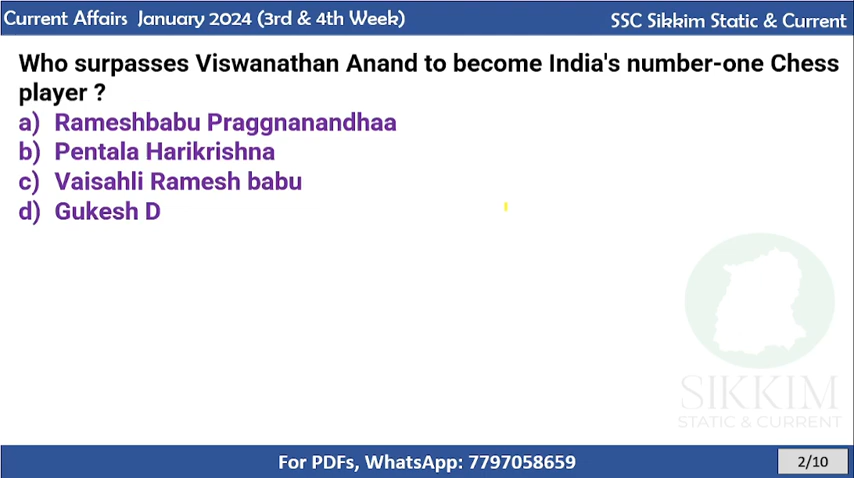 Current Affairs January 2024 (3rd & 4th Week)
SSC Sikkim Static & Current
Who surpasses Viswanathan Anand to become India's number-one Chess
player ?
a) Rameshbabu Praggnanandhaa
b) Pentala Harikrishna
c) Vaisahli Ramesh babu
d) Gukesh D
SIKKIM
STATIC & CURRENT
For PDFs, WhatsApp: 7797058659
2/10